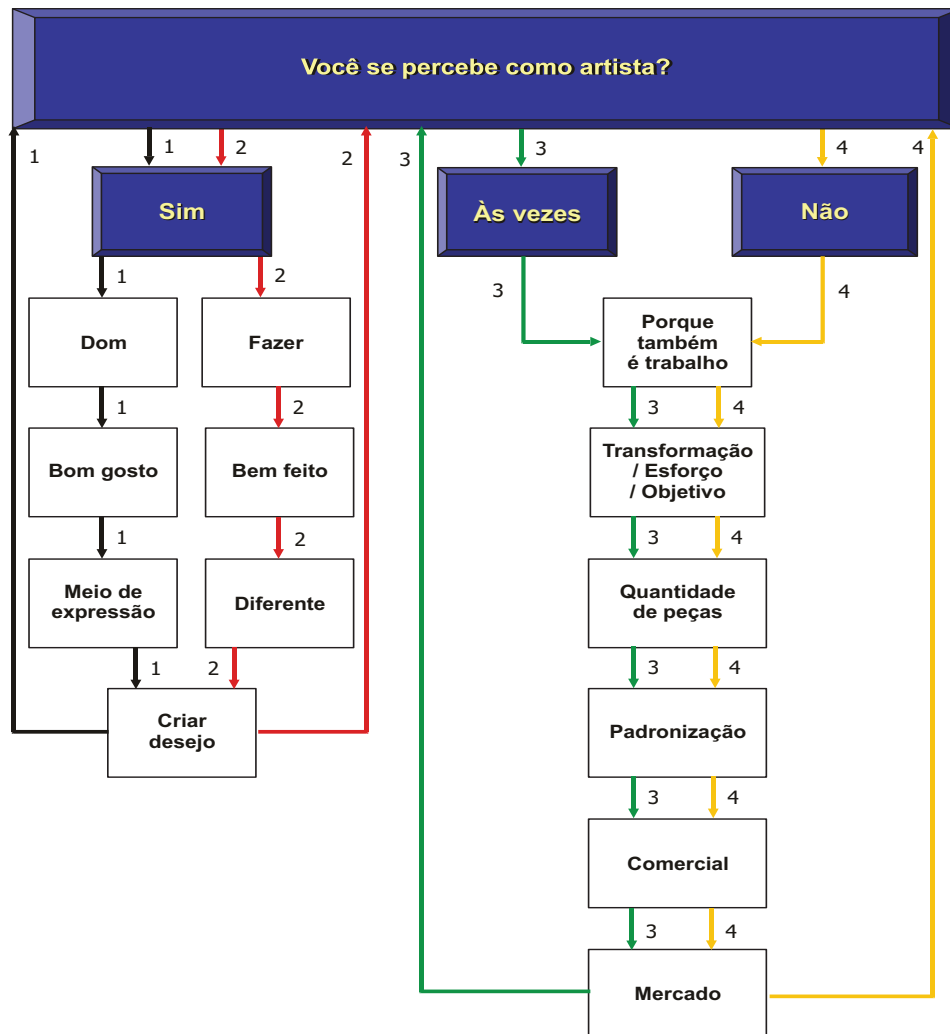 Você se percebe como artista?
1
1
2
2
3
3
4
4
Sim
Às vezes
Não
1
2
3
4
Dom
Fazer
Porque
também
é trabalho
1
2
3
4
Bom gosto
Bem feito
Transformação
/ Esforço
/ Objetivo
1
2
3
4
Meio de
expressão
Diferente
Quantidade
de peças
1
2
3
4
Criar
desejo
Padronização
3
4
Comercial
3
4
Mercado